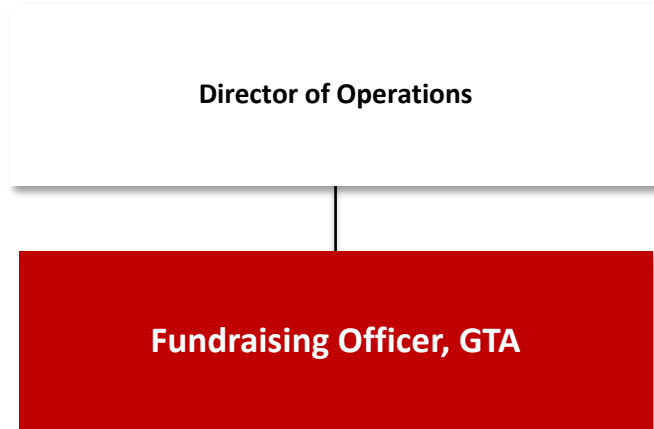 Director of Operations
Fundraising Officer, GTA